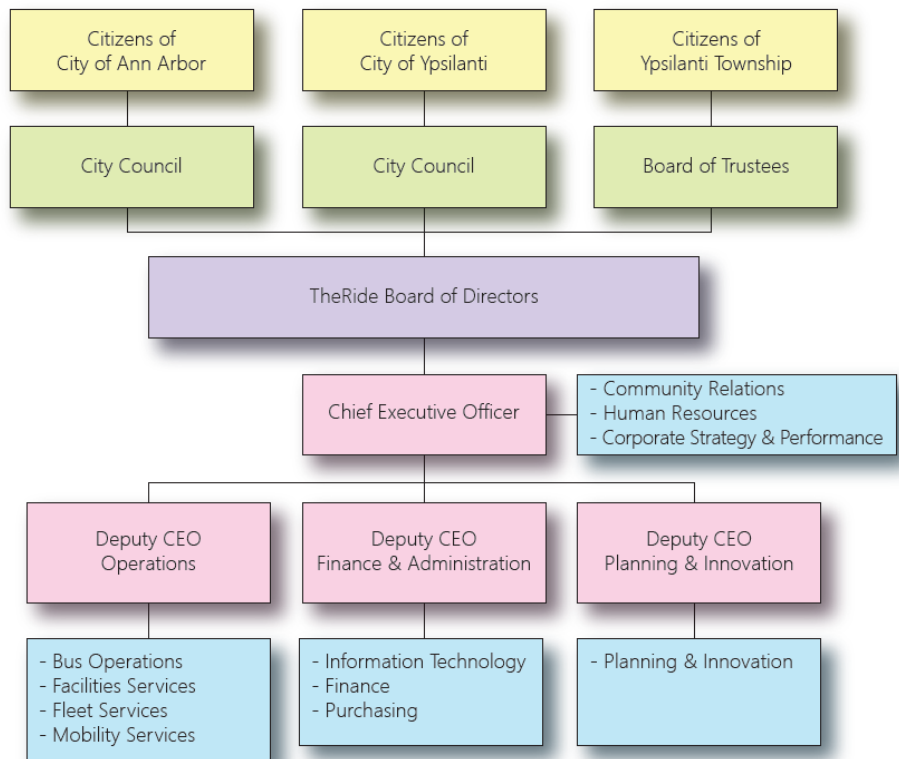 Citizens of
City of Ann Arbor
Citizens of
City of Ypsilanti
Citizens of
Ypsilanti Township
City Council
City Council
Board of Trustees
TheRide Board of Directors
Chief Executive Officer
- Community Relations
- Human Resources
- Corporate Strategy & Performance
Deputy CEO
Operations
Deputy CEO
Finance & Administration
Deputy CEO
Planning & Innovation
- Bus Operations
- Facilities Services
- Fleet Services
- Mobility Services
- Information Technology
- Finance
- Purchasing
- Planning & Innovation